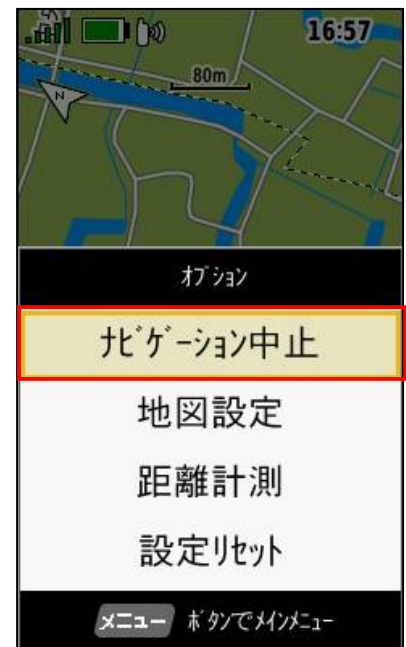 16:57
80m
N
ｵﾌﾟｼｮﾝ
ﾅﾋﾞｹﾞｰｼｮﾝ中止
地図設定
距離計測
設定ﾘｾｯﾄ
メニュー ﾎﾞﾀﾝでﾒｲﾝﾒﾆｭｰ